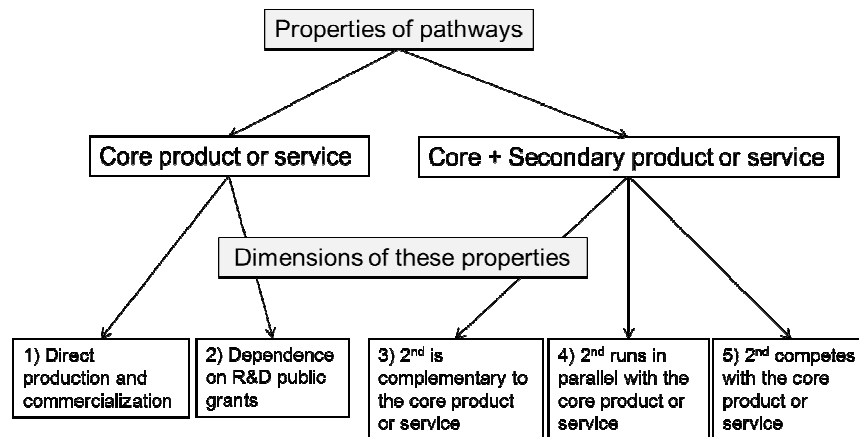 Properties of pathways
Core product or service
Core + Secondary product or service
Dimensions of these properties
1) Direct
production and
commercialization
2) Dependence
on R&D public
grants
3) 2nd is
complementary to
the core product
or service
4) 2nd runs in
parallel with the
core product or
service
5) 2nd competes
with the core
product or
service